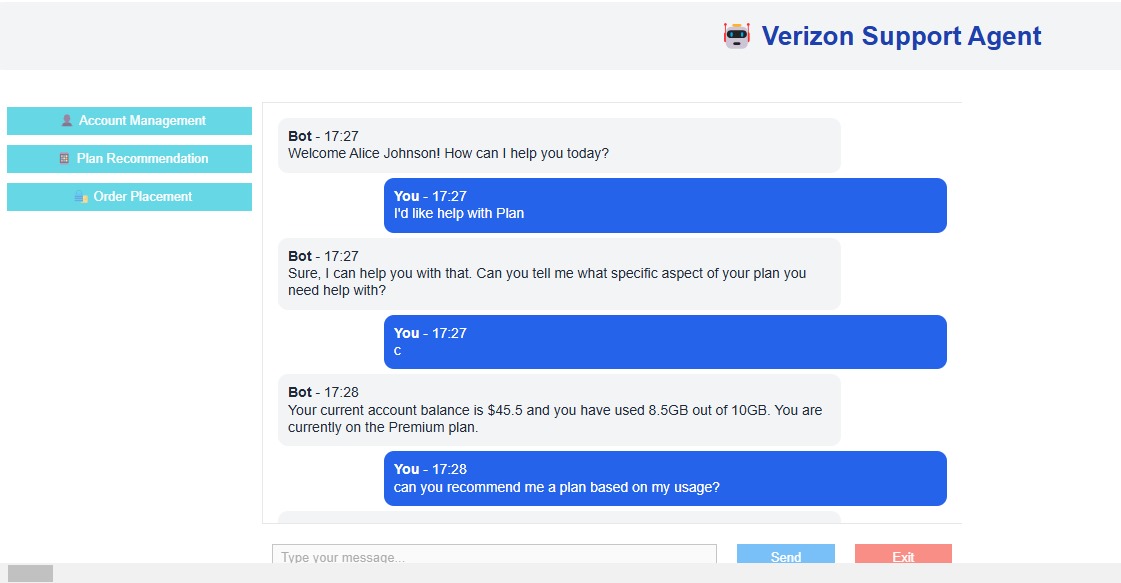 Verizon Support Agent
Account Management
Plan Recommendation
Order Placement
Bot - 17:27
Welcome Alice Johnson! How can I help you today?
You - 17:27
I'd like help with Plan
Bot - 17:27
Sure, I can help you with that. Can you tell me what specific aspect of your plan you
need help with?
You - 17:27
c
Bot - 17:28
Your current account balance is $45.5 and you have used 8.5GB out of 10GB. You are
currently on the Premium plan.
You - 17:28
can you recommend me a plan based on my usage?
Type your message...
Send
Exit